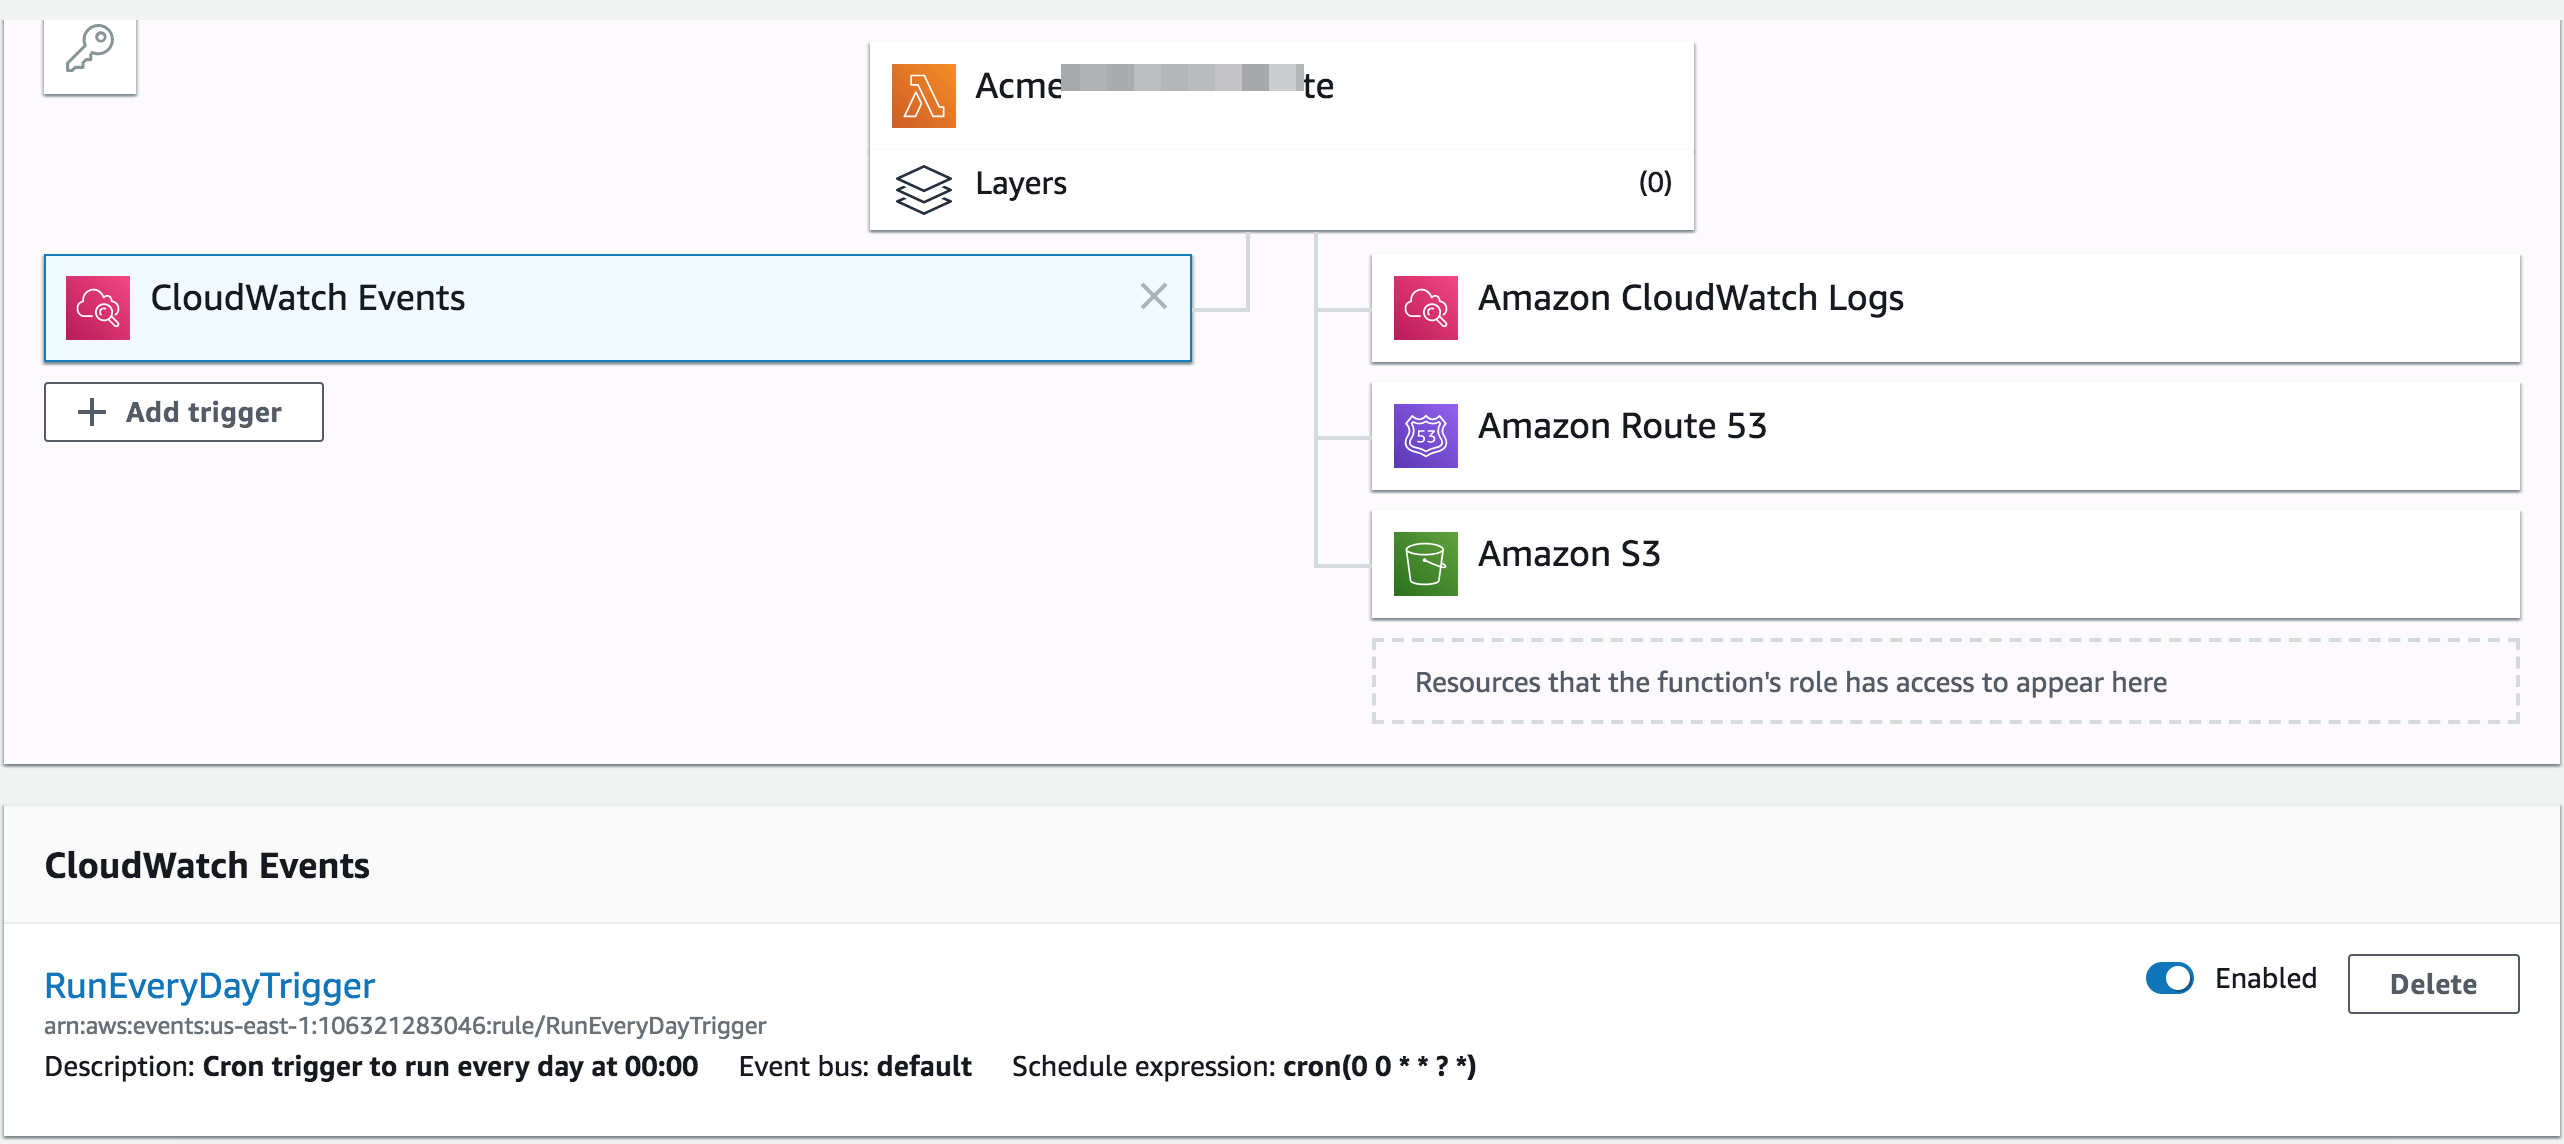 Acme te
Layers (0)
CloudWatch Events
Add trigger
Amazon CloudWatch Logs
53
Amazon Route 53
Amazon S3
Resources that the function's role has access to appear here
CloudWatch Events
RunEveryDayTrigger
Enabled
Delete
arn:aws:events:us-east-1:106321283046:rule/RunEveryDayTrigger
Description: Cron trigger to run every day at 00:00 Event bus: default Schedule expression: cron(0 0 * * ? *)